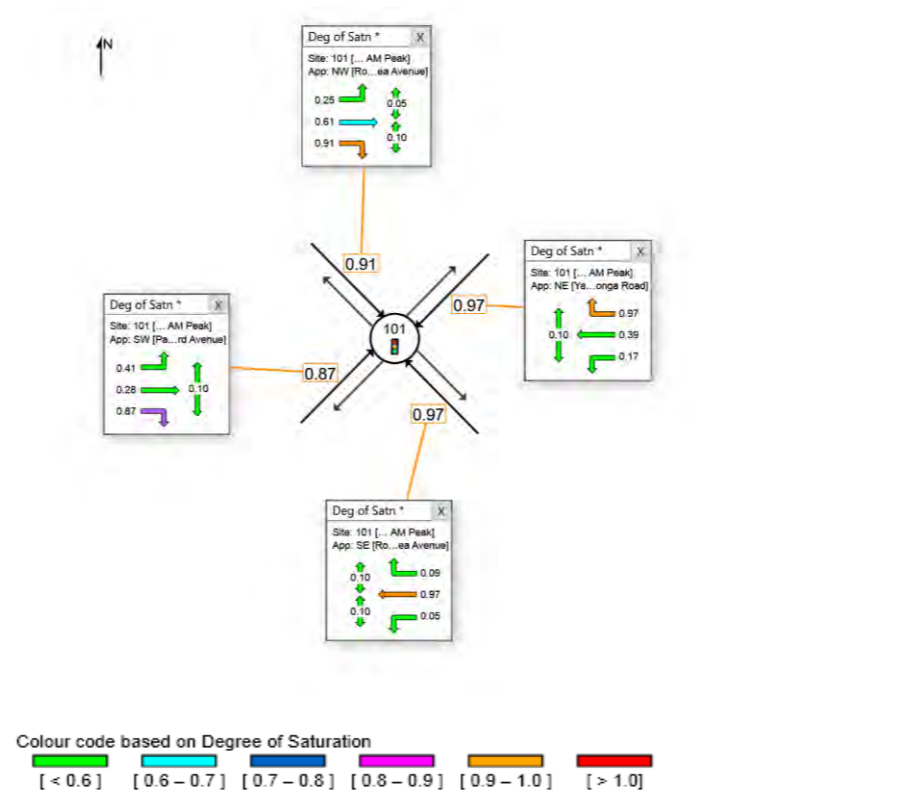 N
Deg of Satn * X
Site: 101 [... AM Peak]
App: NW [Ro...ea Avenue]
0.25
0.05
0.61
0.10
0.91
0.91
Deg of Satn * X
Site: 101 [... AM Peak]
App: NE [Ya...onga Road]
0.97
0.10
0.39
0.17
0.97
101
Deg of Satn * X
Site: 101 [... AM Peak]
App: SW [Pa...rd Avenue]
0.41
0.28
0.10
0.87
0.87
0.97
Deg of Satn * X
Site: 101 [... AM Peak]
App: SE [Ro...ea Avenue]
0.10
0.09
0.97
0.10
0.05
Colour code based on Degree of Saturation
[ < 0.6 ] [ 0.6 – 0.7 ] [ 0.7 – 0.8 ] [ 0.8 – 0.9 ] [ 0.9 – 1.0 ] [ > 1.0]